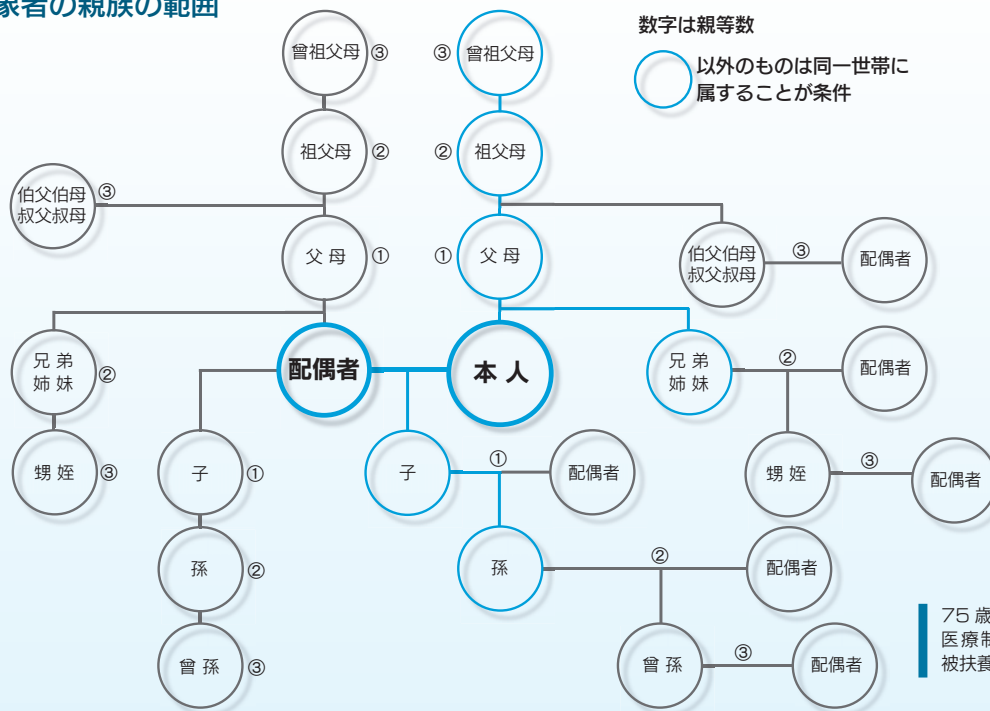 象者の親族の範囲
数字は親等数
以外のものは同一世帯に
属することが条件
曾祖父母 ③
③ 曾祖父母
祖父母 ②
② 祖父母
伯父伯母
叔父叔母
③
父 母 ①
① 父 母
伯父伯母
叔父叔母
③
配偶者
兄 弟
姉 妹
②
配偶者
本 人
兄 弟
姉 妹
②
配偶者
甥 姪 ③
子 ①
子
①
配偶者
甥 姪
③
配偶者
孫 ②
孫
②
配偶者
曾 孫 ③
曾 孫
③
配偶者
75 歳
医療制
被扶養